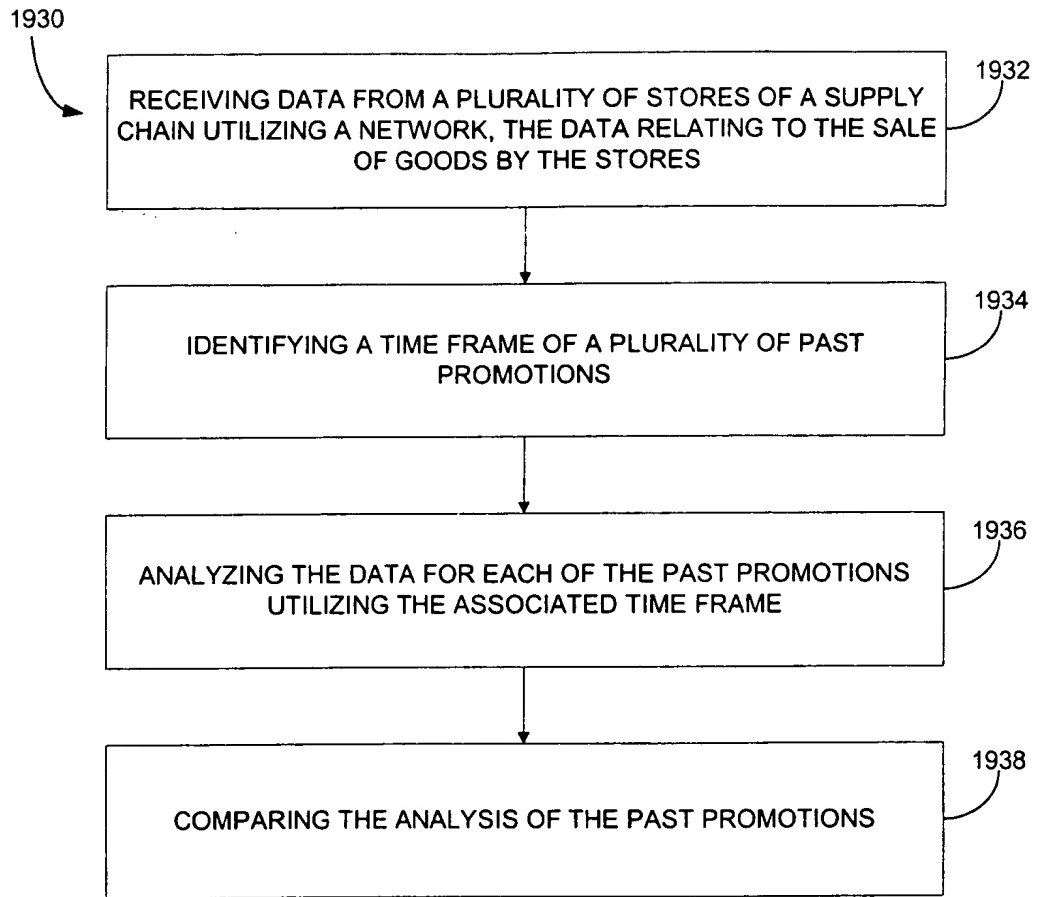 1930
1932
RECEIVING DATA FROM A PLURALITY OF STORES OF A SUPPLY
CHAIN UTILIZING A NETWORK, THE DATA RELATING TO THE SALE
OF GOODS BY THE STORES
1934
IDENTIFYING A TIME FRAME OF A PLURALITY OF PAST
PROMOTIONS
1936
ANALYZING THE DATA FOR EACH OF THE PAST PROMOTIONS
UTILIZING THE ASSOCIATED TIME FRAME
1938
COMPARING THE ANALYSIS OF THE PAST PROMOTIONS